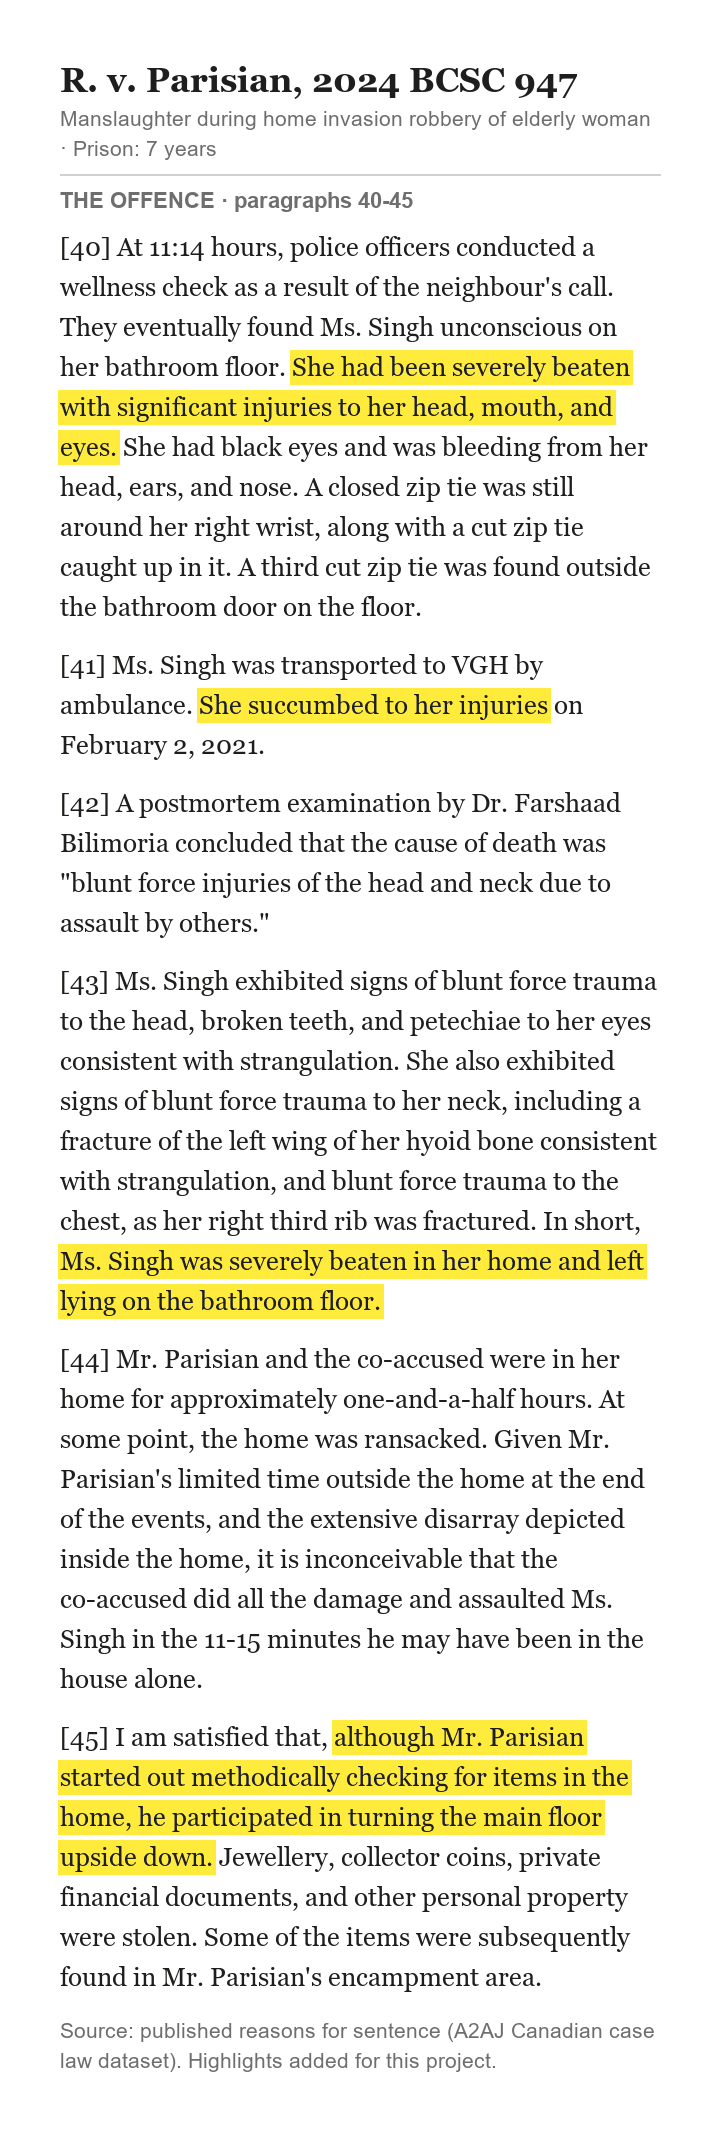 R. v. Parisian, 2024 BCSC 947
Manslaughter during home invasion robbery of elderly woman
· Prison: 7 years
THE OFFENCE · paragraphs 40-45
[40] At 11:14 hours, police officers conducted a
wellness check as a result of the neighbour's call.
They eventually found Ms. Singh unconscious on
her bathroom floor. She had been severely beaten
with significant injuries to her head, mouth, and
eyes. She had black eyes and was bleeding from her
head, ears, and nose. A closed zip tie was still
around her right wrist, along with a cut zip tie
caught up in it. A third cut zip tie was found outside
the bathroom door on the floor.
[41] Ms. Singh was transported to VGH by
ambulance. She succumbed to her injuries on
February 2, 2021.
[42] A postmortem examination by Dr. Farshaad
Bilimoria concluded that the cause of death was
"blunt force injuries of the head and neck due to
assault by others."
[43] Ms. Singh exhibited signs of blunt force trauma
to the head, broken teeth, and petechiae to her eyes
consistent with strangulation. She also exhibited
signs of blunt force trauma to her neck, including a
fracture of the left wing of her hyoid bone consistent
with strangulation, and blunt force trauma to the
chest, as her right third rib was fractured. In short,
Ms. Singh was severely beaten in her home and left
lying on the bathroom floor.
[44] Mr. Parisian and the co-accused were in her
home for approximately one-and-a-half hours. At
some point, the home was ransacked. Given Mr.
Parisian's limited time outside the home at the end
of the events, and the extensive disarray depicted
inside the home, it is inconceivable that the
co-accused did all the damage and assaulted Ms.
Singh in the 11-15 minutes he may have been in the
house alone.
[45] I am satisfied that, although Mr. Parisian
started out methodically checking for items in the
home, he participated in turning the main floor
upside down. Jewellery, collector coins, private
financial documents, and other personal property
were stolen. Some of the items were subsequently
found in Mr. Parisian's encampment area.
Source: published reasons for sentence (A2AJ Canadian case
law dataset). Highlights added for this project.